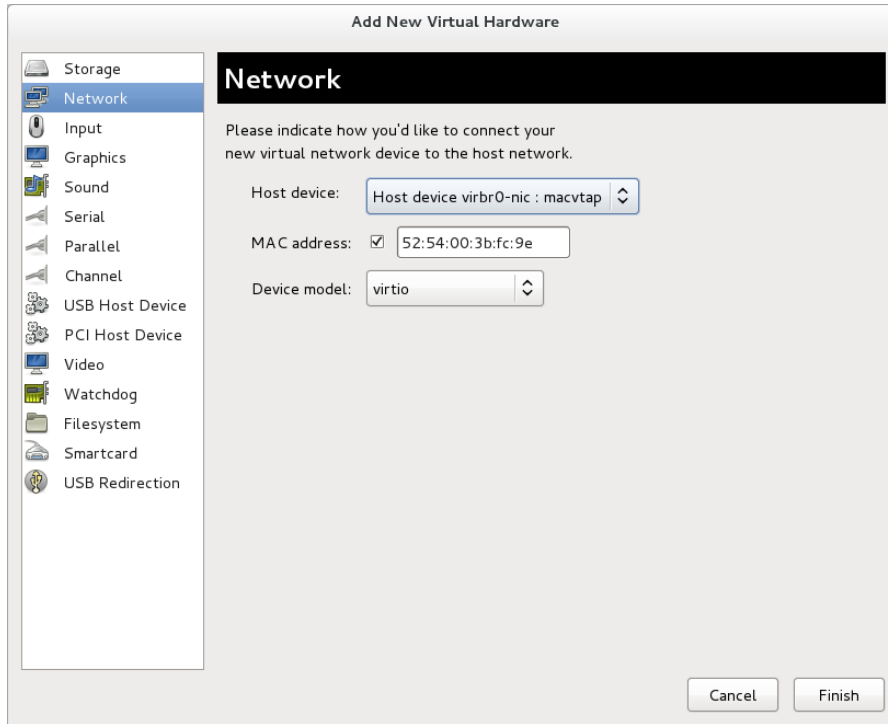 Add New Virtual Hardware
Storage
Network
Input
Graphics
Sound
Serial
Parallel
Channel
USB Host Device
PCI Host Device
Video
Watchdog
Filesystem
Smartcard
USB Redirection
Network
Please indicate how you'd like to connect your
new virtual network device to the host network.
Host device: Host device virbr0-nic : macvtap
MAC address: 52:54:00:3b:fc:9e
Device model: virtio
Cancel Finish